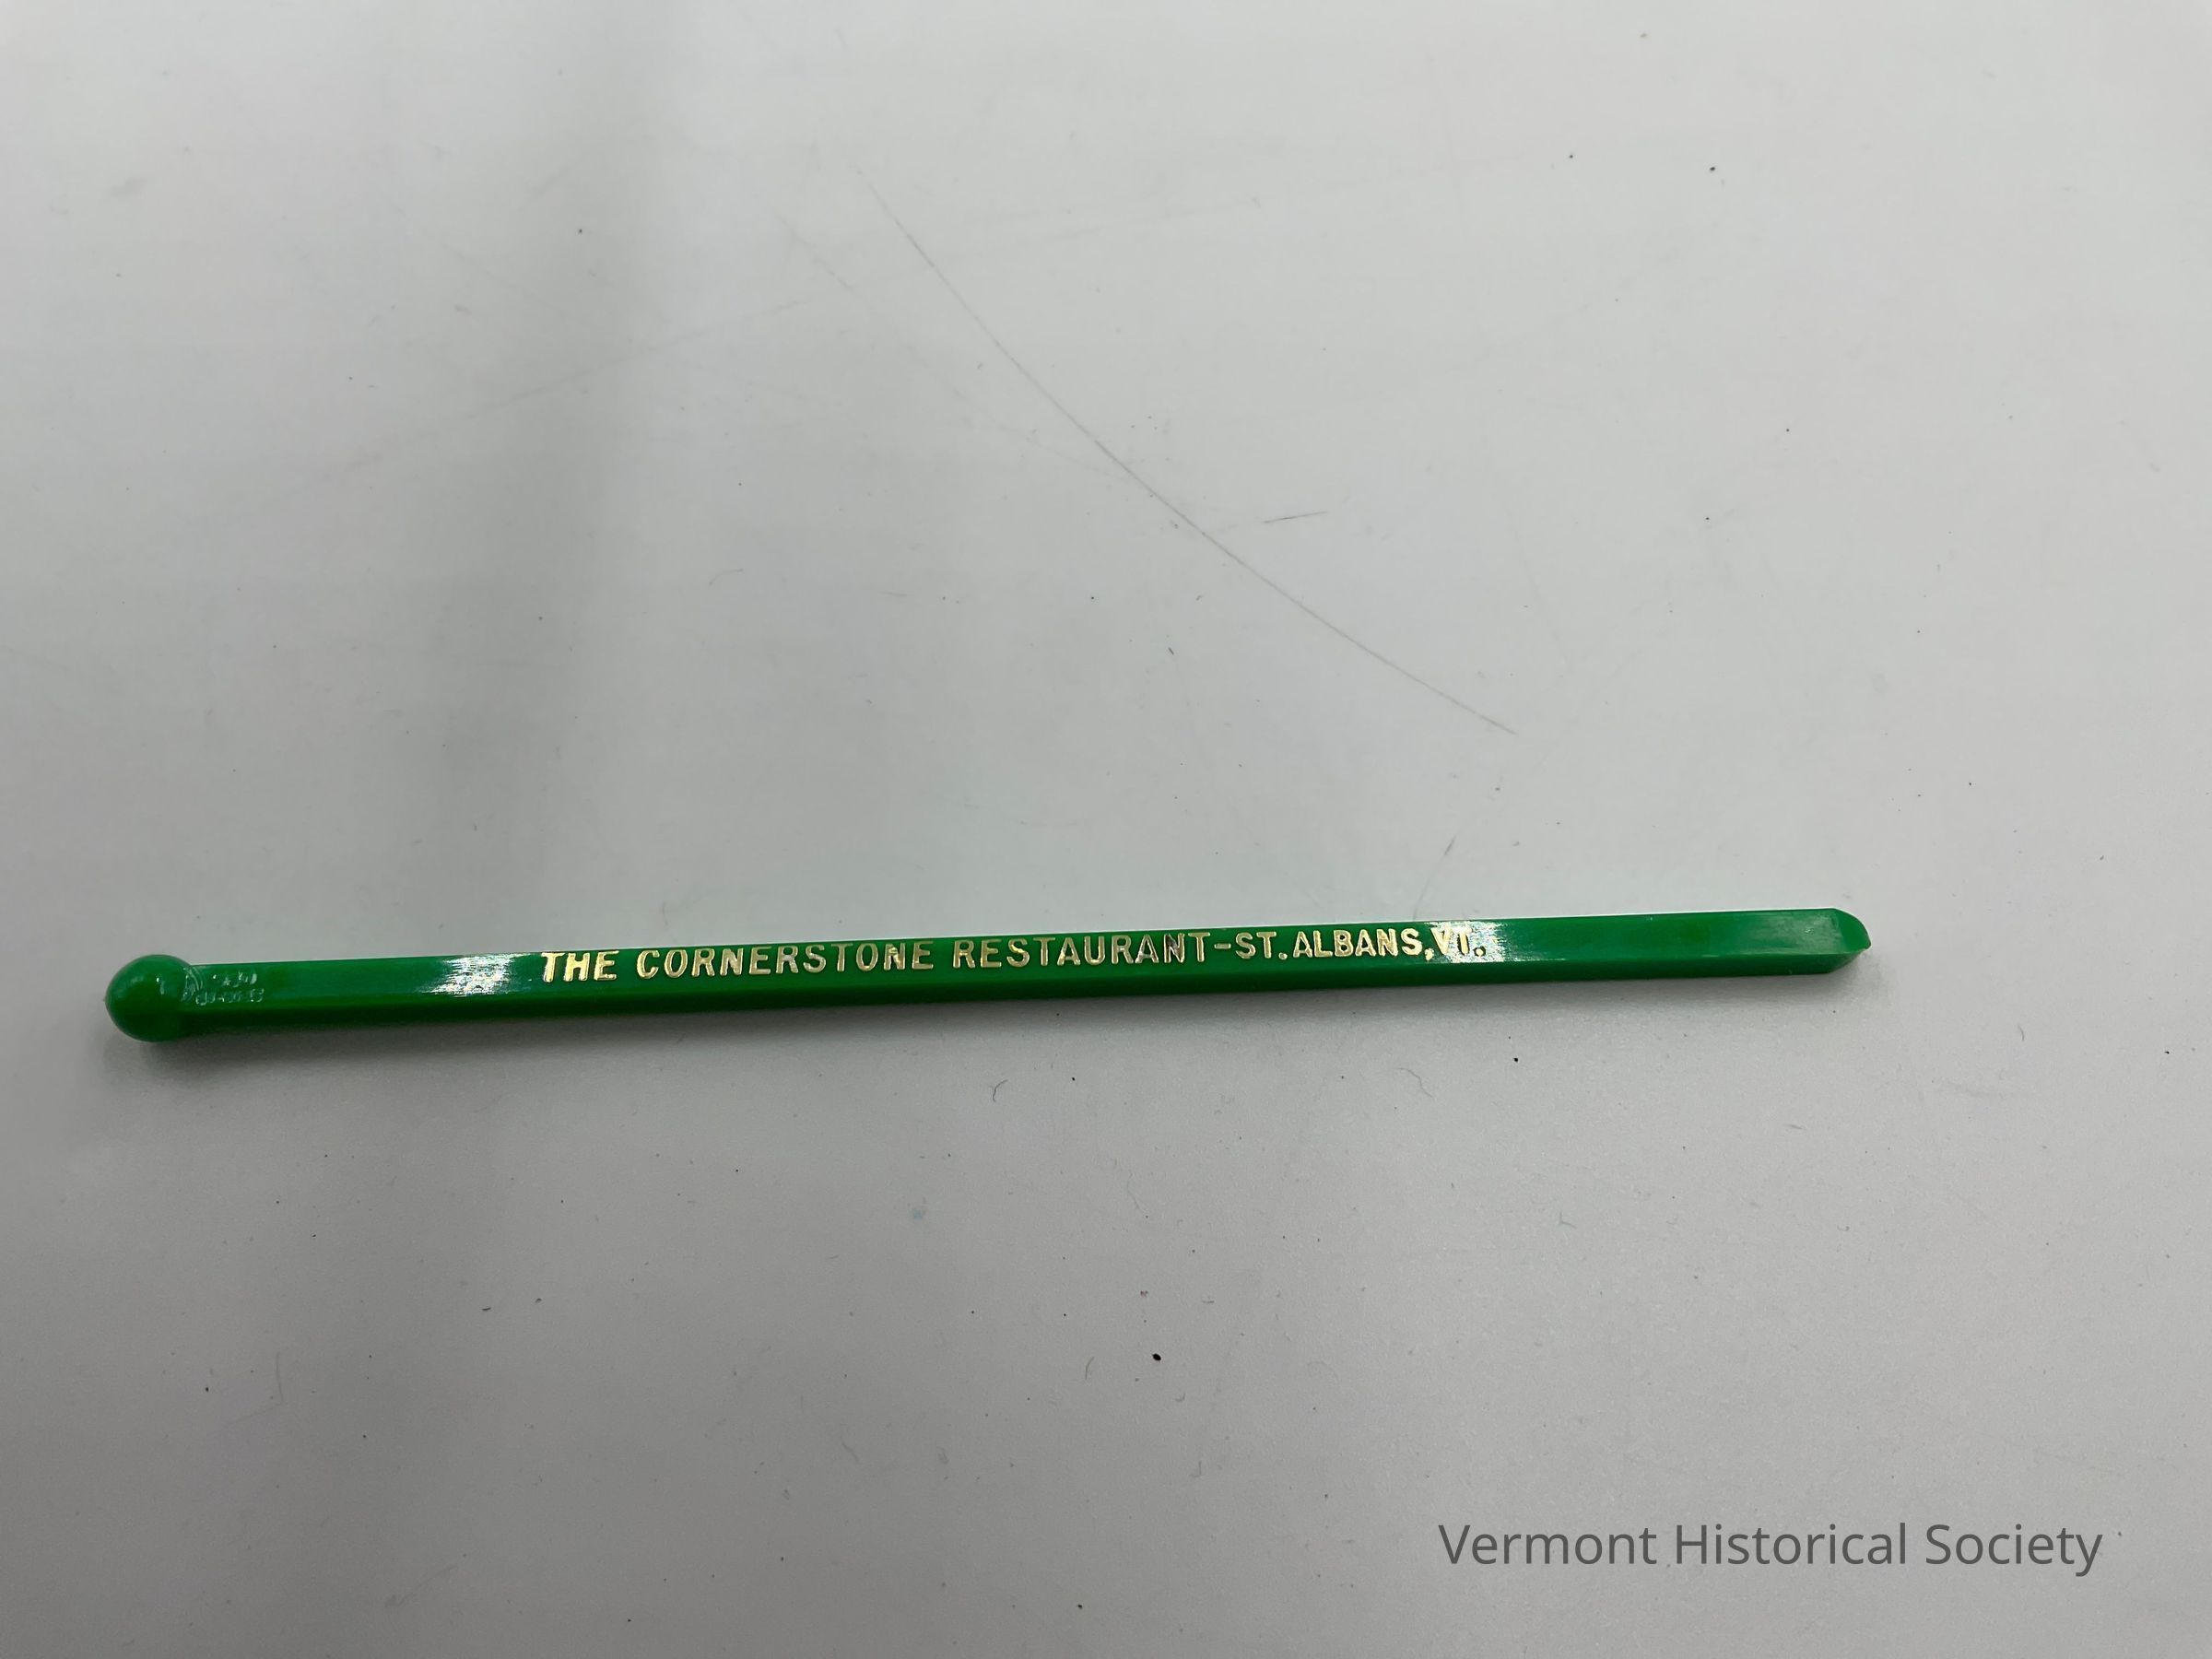 THE CORNERSTONE RESTAURANT-ST. ALBANS, VT.
Vermont Historical Society